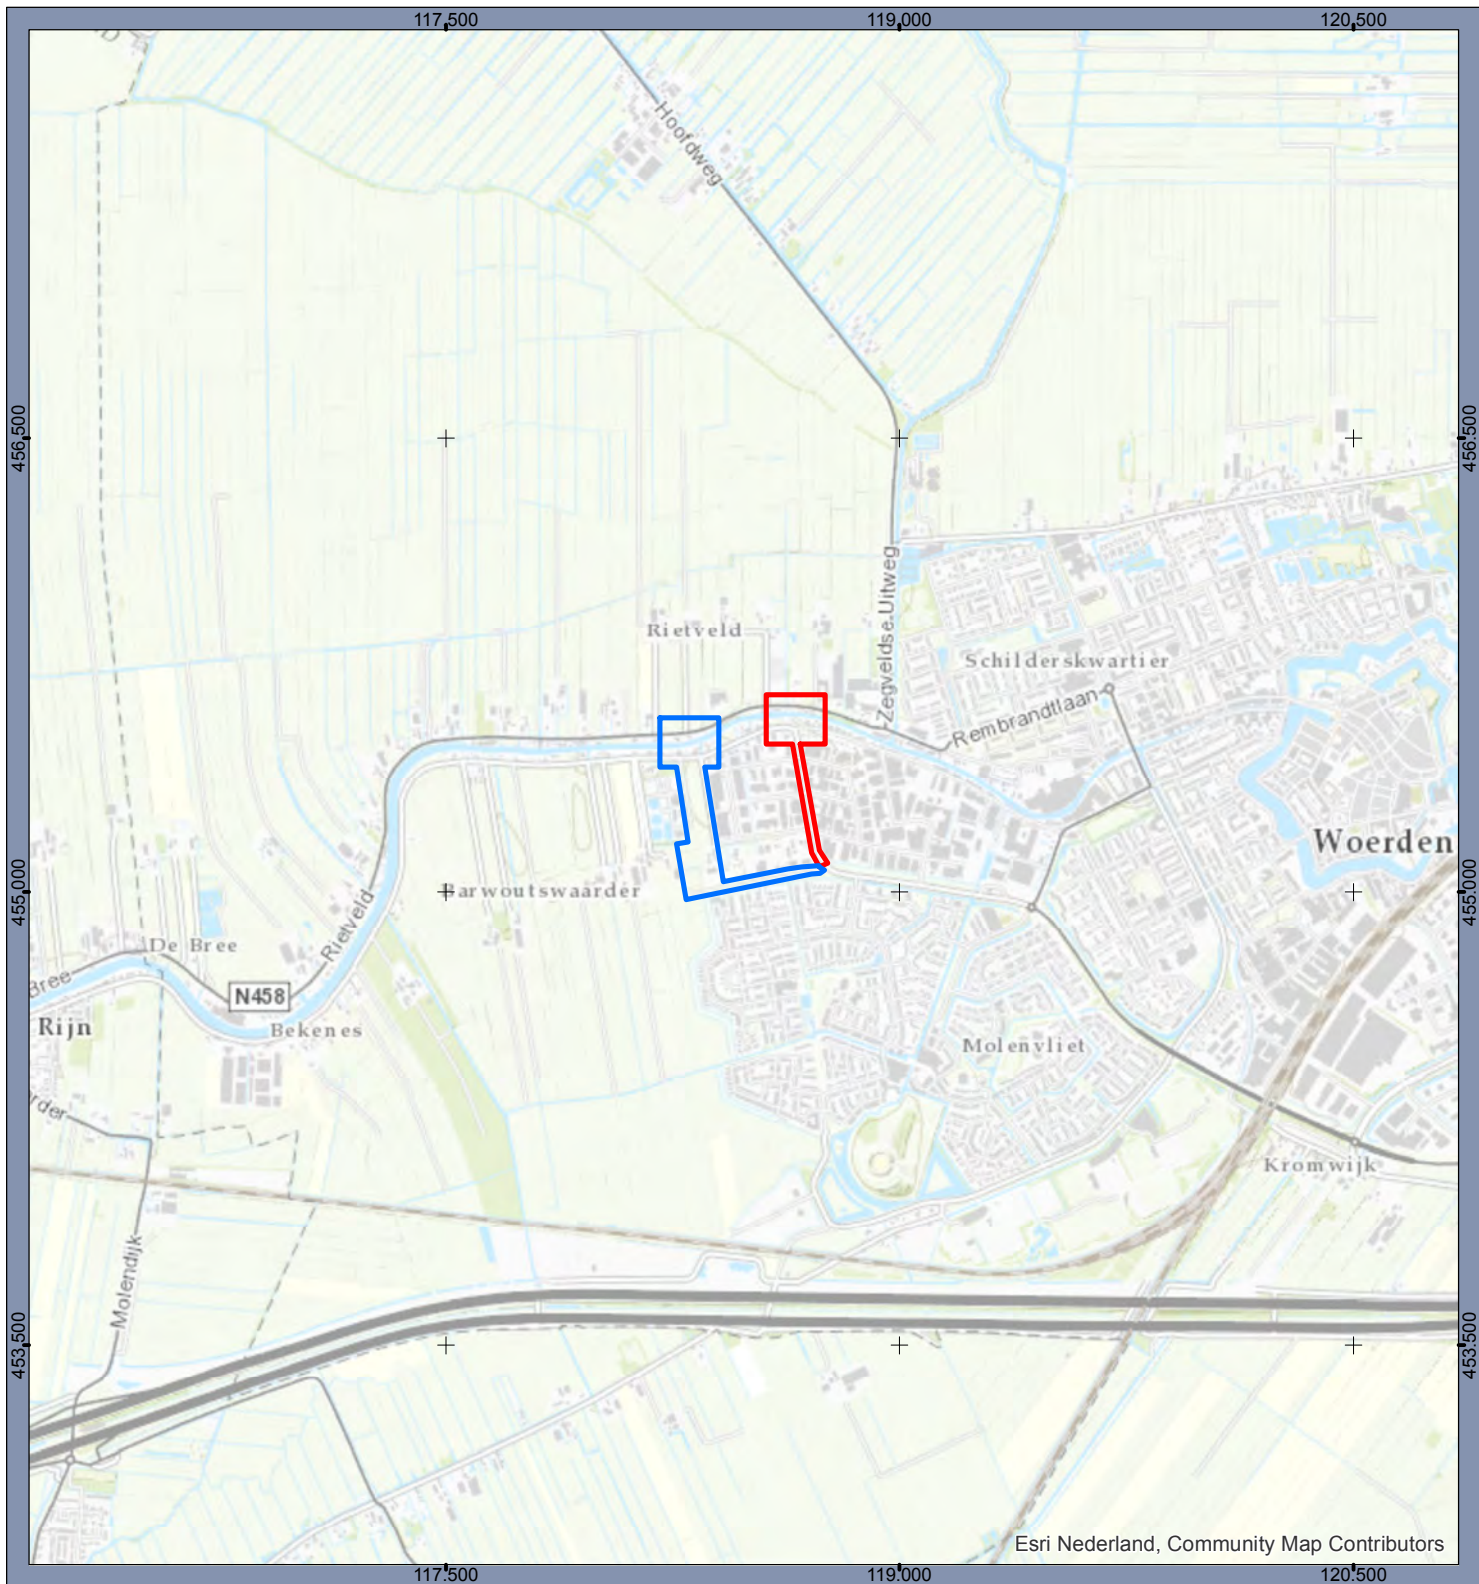 117.500
119.000
120.500
Hoofdweg
456.500
456.500
Zegveldse Uitweg
Rietveld
Schilderskwartier
Rembrandtlaan
Woerden
455.000
Barwoutswaarder
455.000
Rietveld
De Bree
Bree
N458
Rijn
Bekenes
Molenvliet
Kromwijk
Molendijk
453.500
453.500
Esri Nederland, Community Map Contributors
117.500
119.000
120.500